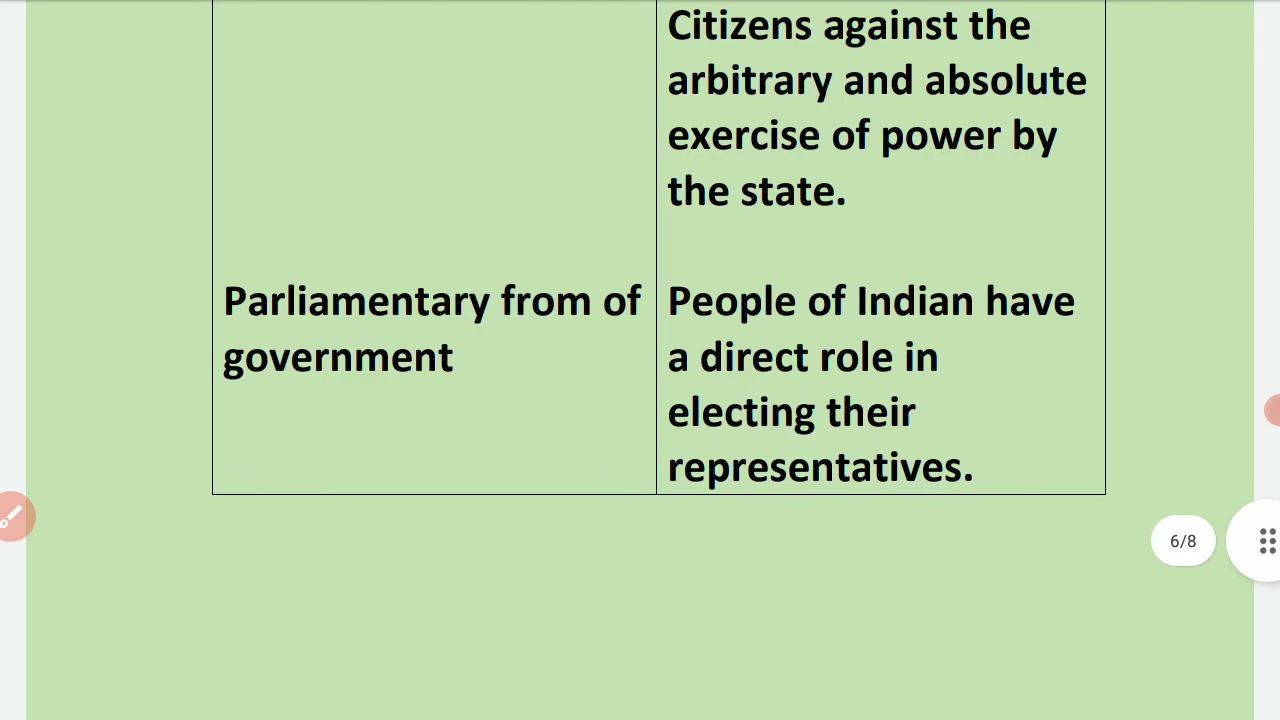 Citizens against the
arbitrary and absolute
exercise of power by
the state.
Parliamentary from of
government
People of Indian have
a direct role in
electing their
representatives.
6/8